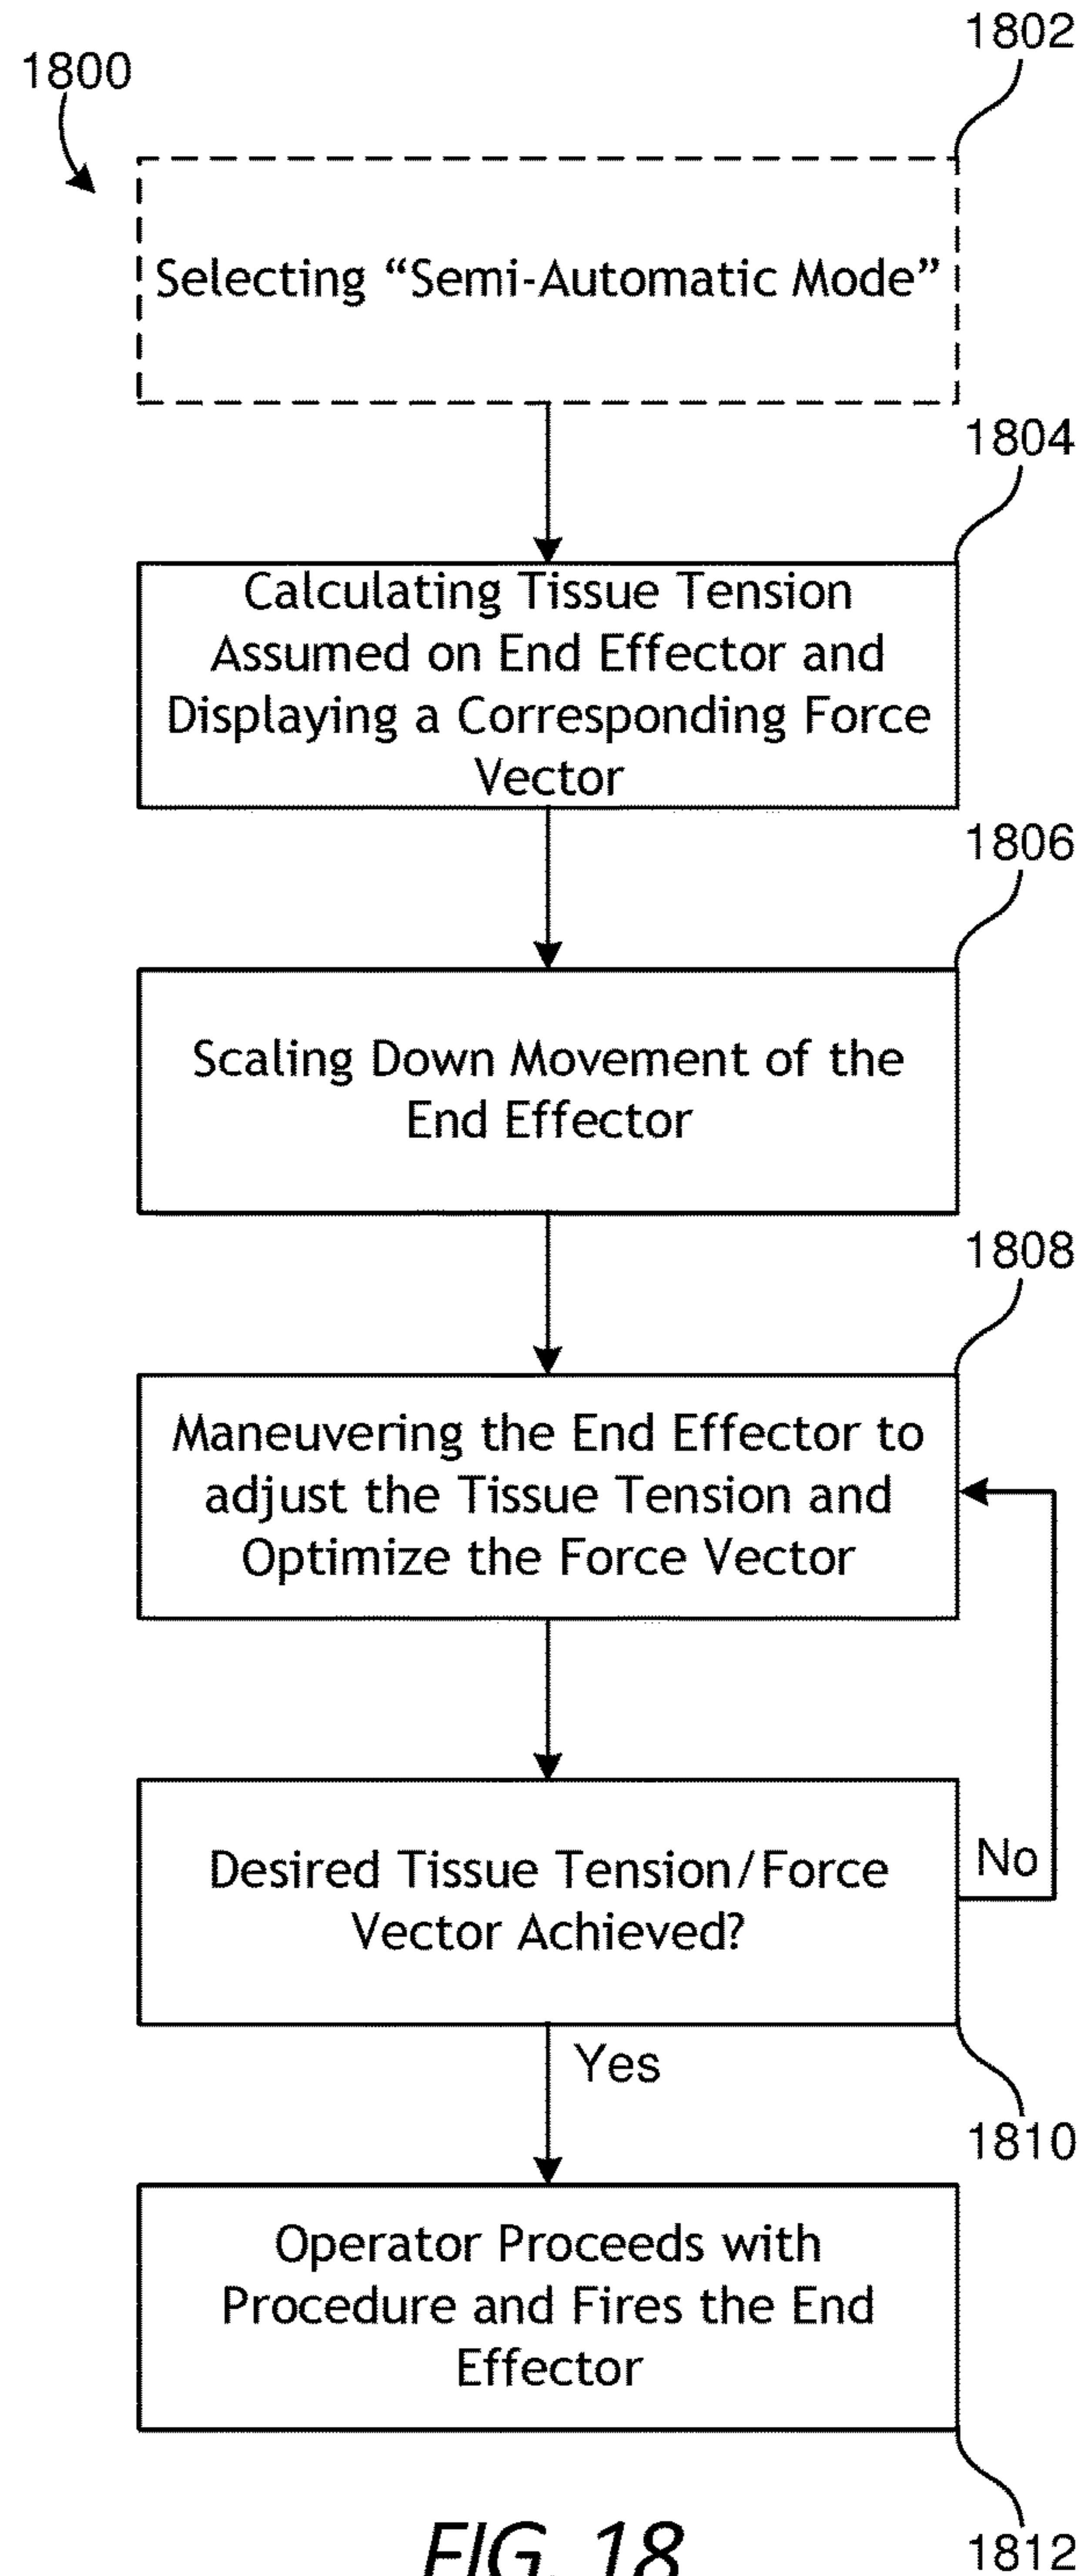 1802
1800
Selecting “Semi-Automatic Mode”
1804
Calculating Tissue Tension
Assumed on End Effector and
Displaying a Corresponding Force
Vector
1806
Scaling Down Movement of the
End Effector
1808
Maneuvering the End Effector to
adjust the Tissue Tension and
Optimize the Force Vector
Desired Tissue Tension/Force
Vector Achieved?
No
Yes
1810
Operator Proceeds with
Procedure and Fires the End
Effector
1812
FIG. 18